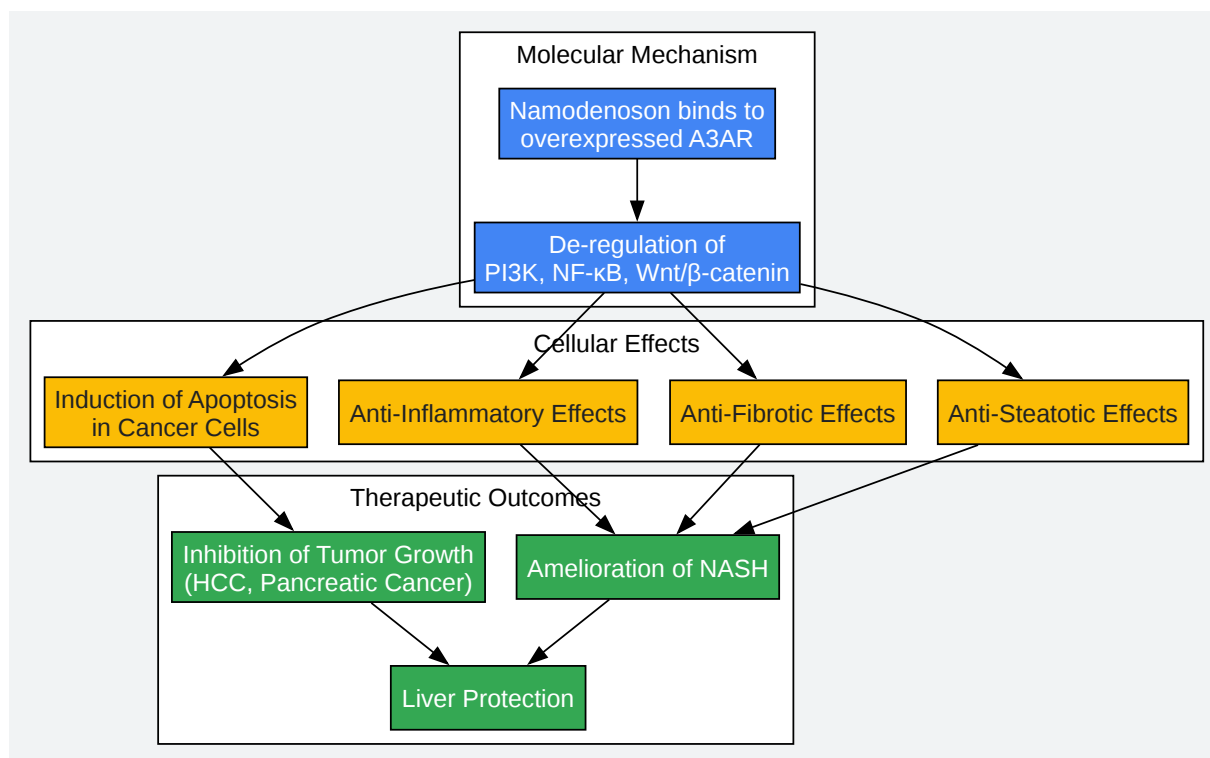 Molecular Mechanism
Namodenoson binds to
overexpressed A3AR
De-regulation of
PI3K, NF-κB, Wnt/β-catenin
Cellular Effects
Induction of Apoptosis
in Cancer Cells
Anti-Inflammatory Effects
Anti-Fibrotic Effects
Anti-Steatotic Effects
Therapeutic Outcomes
Inhibition of Tumor Growth
(HCC, Pancreatic Cancer)
Amelioration of NASH
Liver Protection